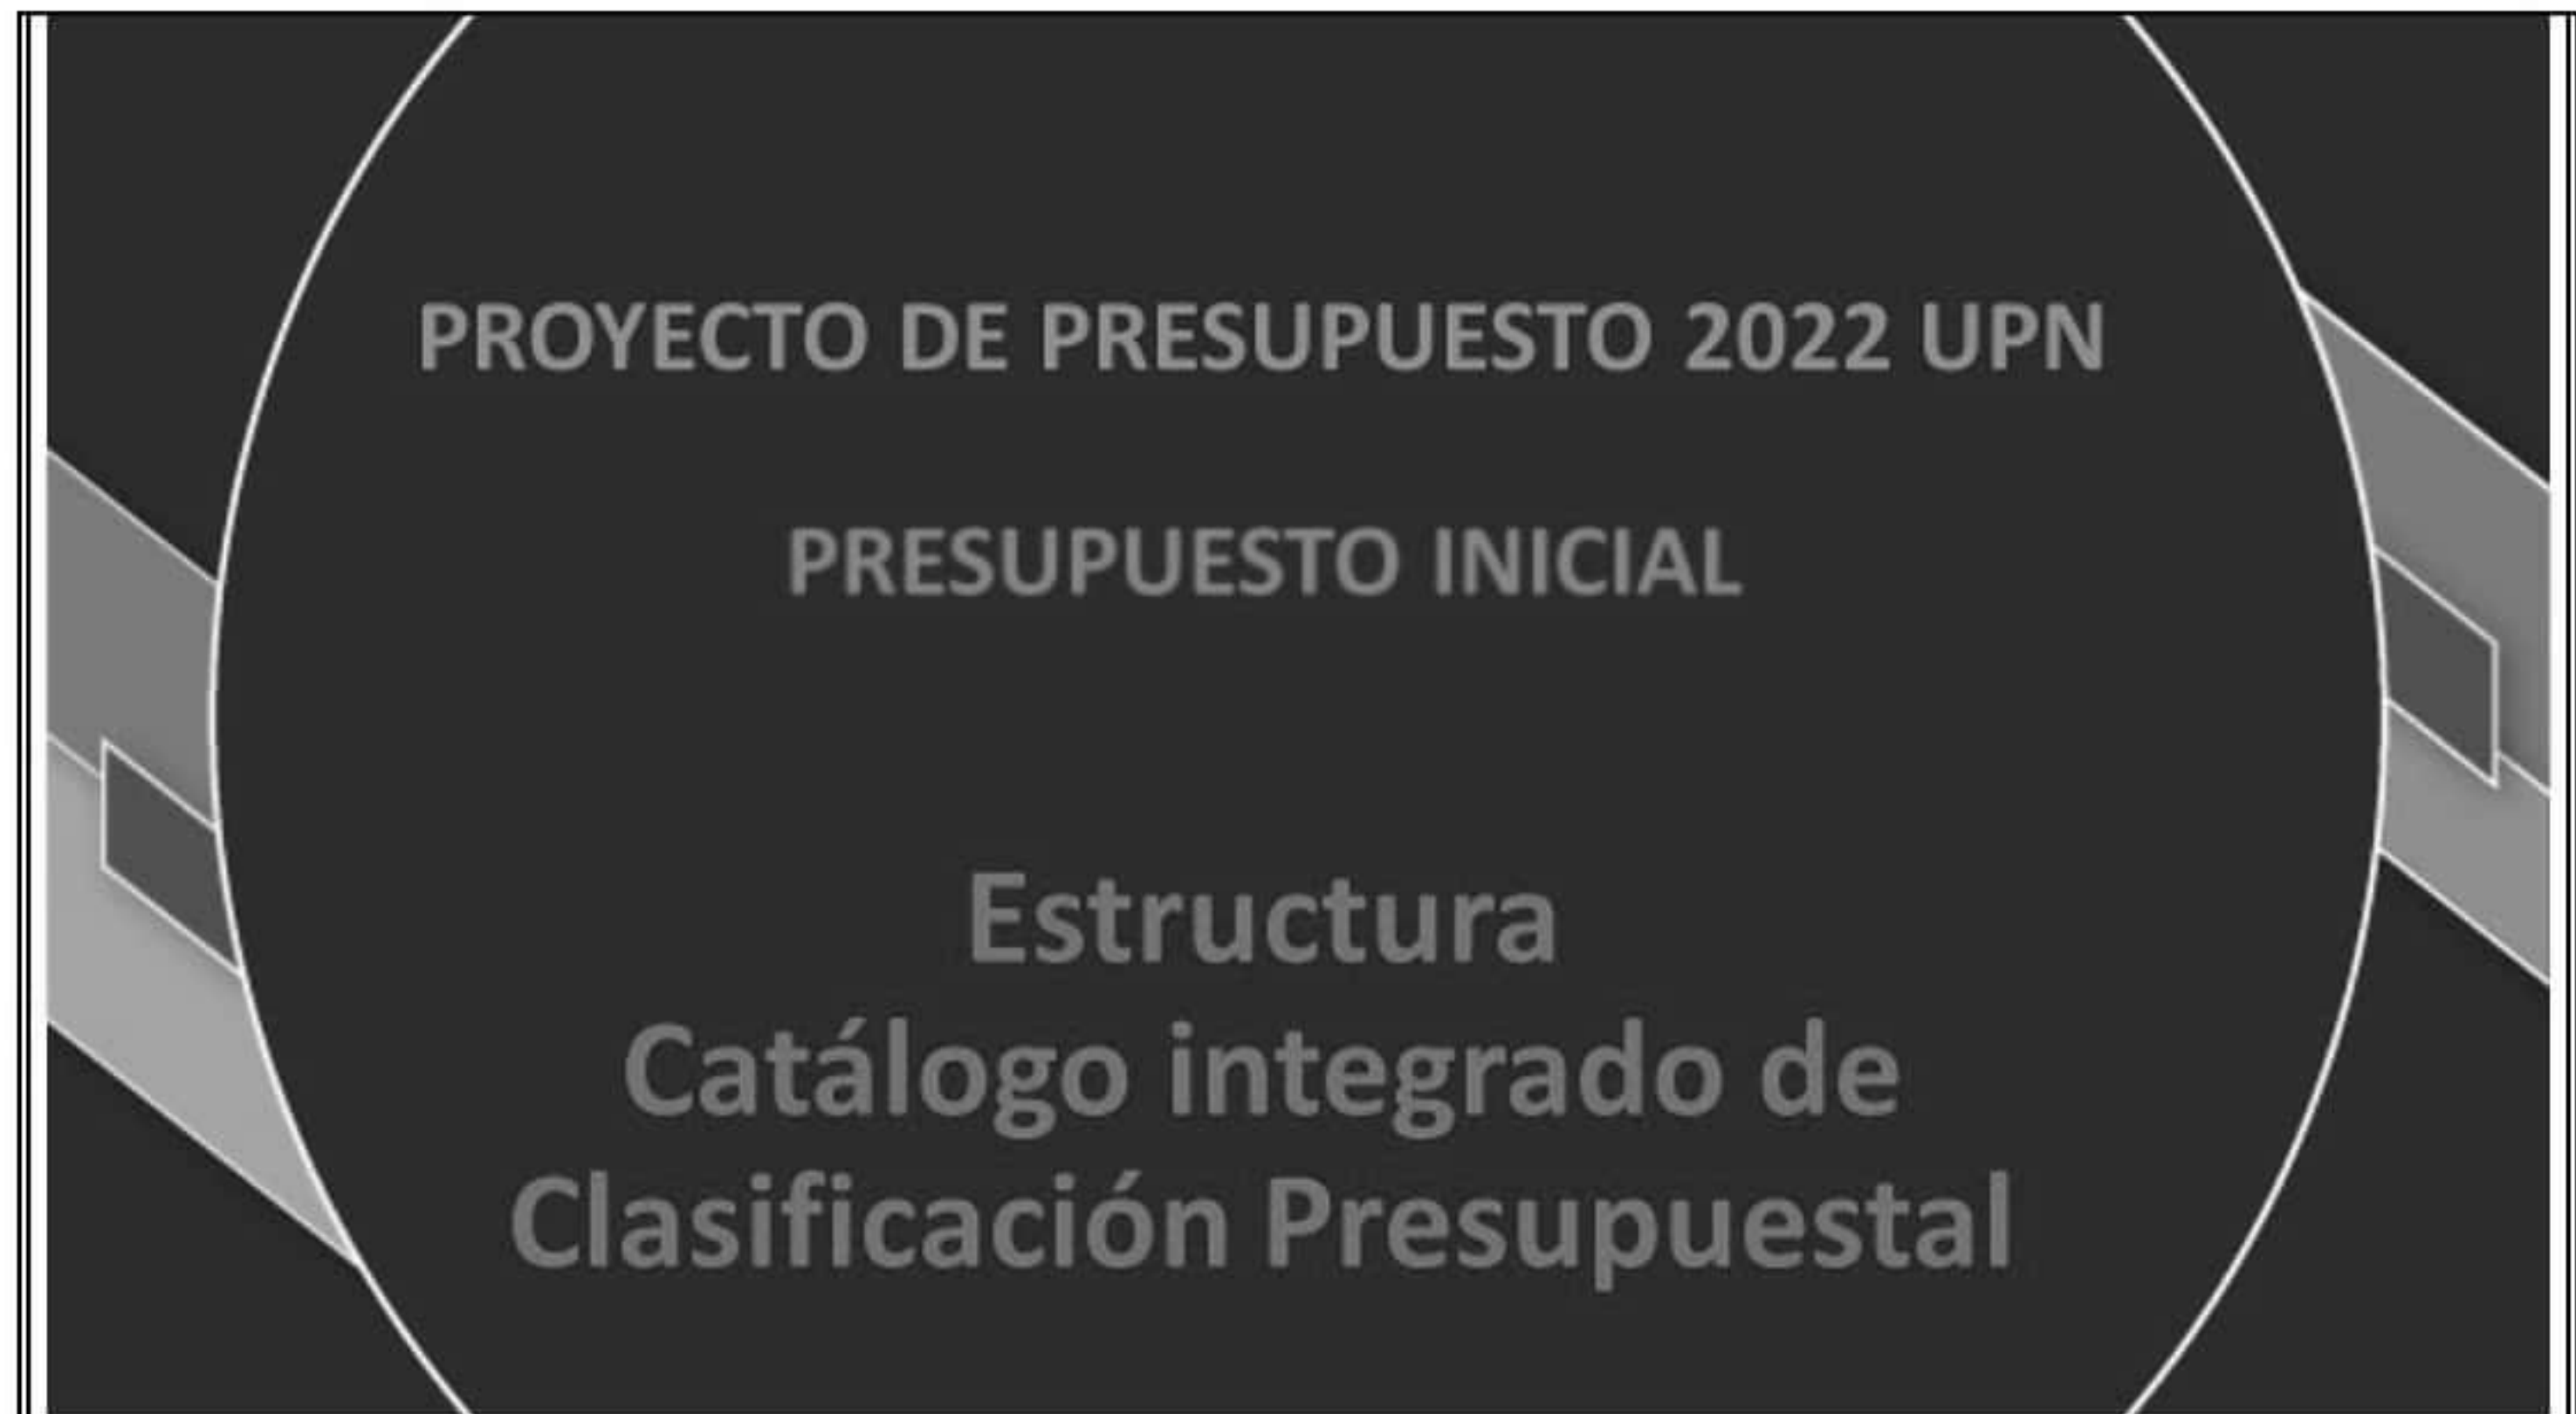 PROYECTO DE PRESUPUESTO 2022 UPN
PRESUPUESTO INICIAL
Estructura
Catálogo integrado de
Clasificación Presupuestal